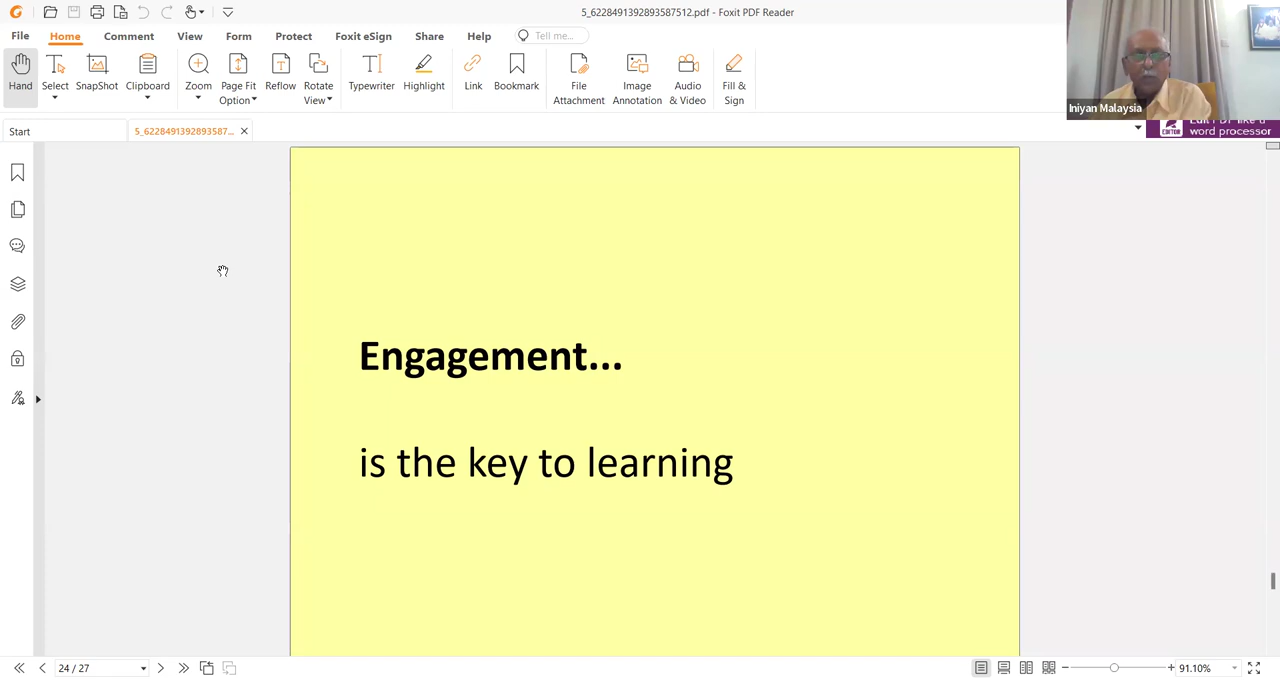 5_6228491392893587512.pdf - Foxit PDF Reader
File Home Comment View Form Protect Foxit eSign Share Help Tell me...
Hand Select SnapShot Clipboard Zoom Page Fit Option Reflow Rotate View Typewriter Highlight Link Bookmark File Attachment Image Annotation Audio & Video Fill & Sign
Iniyan Malaysia
Start 5_6228491392893587...
EDITOR
word processor
Engagement...
is the key to learning
24 / 27
91.10%